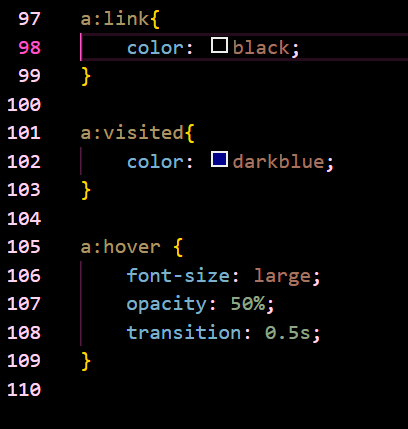 97 a:link{
98 color: black;
99 }
100
101 a:visited{
102 color: darkblue;
103 }
104
105 a:hover {
106 font-size: large;
107 opacity: 50%;
108 transition: 0.5s;
109 }
110